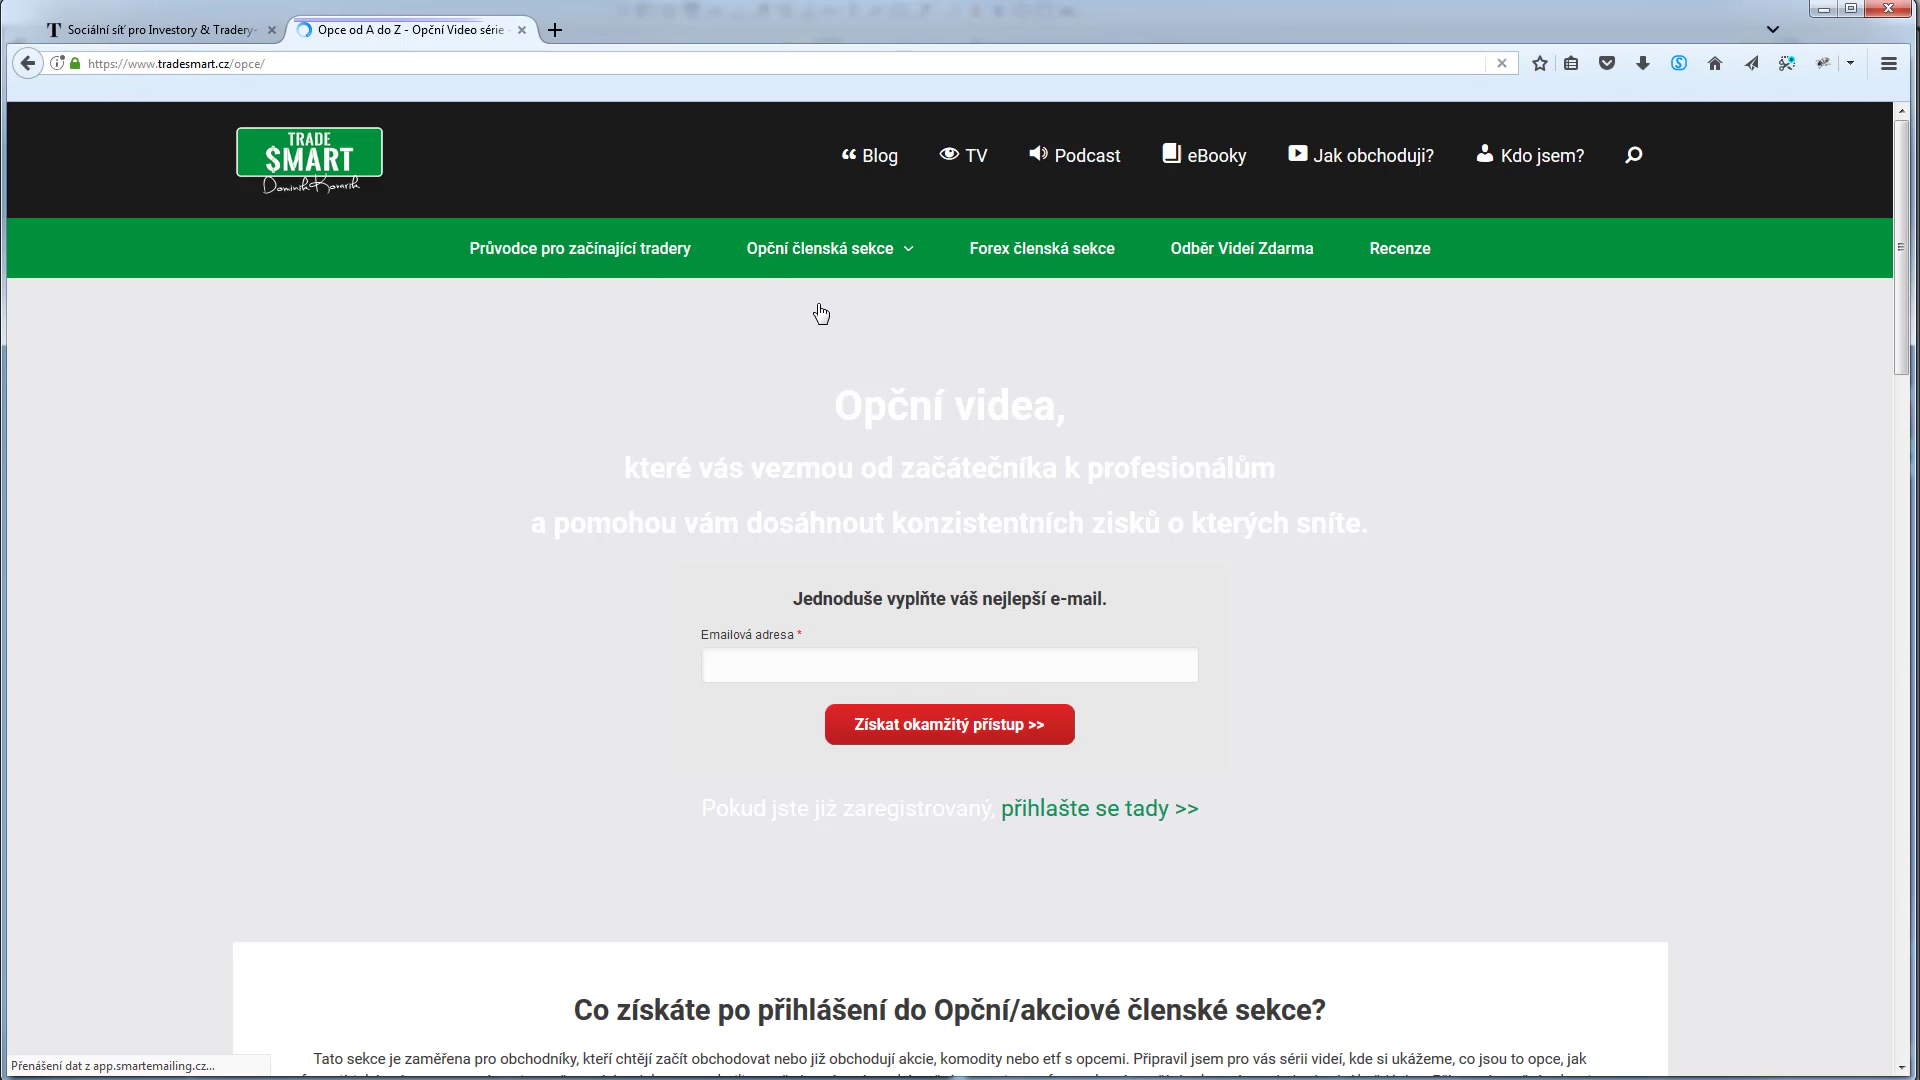 Sociální síť pro Investory & Tradery-
Opce od A do Z - Opční Video série -
https://www.tradesmart.cz/opce/
TRADE
$MART
Dominik Kovarik
Blog
TV
Podcast
eBooky
Jak obchoduji?
Kdo jsem?
Průvodce pro začínající tradery
Opční členská sekce
Forex členská sekce
Odběr Videí Zdarma
Recenze
Opční videa,
které vás vezmou od začátečníka k profesionálům
a pomohou vám dosáhnout konzistentních zisků o kterých sníte.
Jednoduše vyplňte váš nejlepší e-mail.
Emailová adresa *
Získat okamžitý přístup >>
Pokud jste již zaregistrovaný, přihlašte se tady >>
Co získáte po přihlášení do Opční/akciové členské sekce?
Tato sekce je zaměřena pro obchodníky, kteří chtějí začít obchodovat nebo již obchodují akcie, komodity nebo etf s opcemi. Připravil jsem pro vás sérii videí, kde si ukážeme, co jsou to opce, jak
Přenášení dat z app.smartemailing.cz...